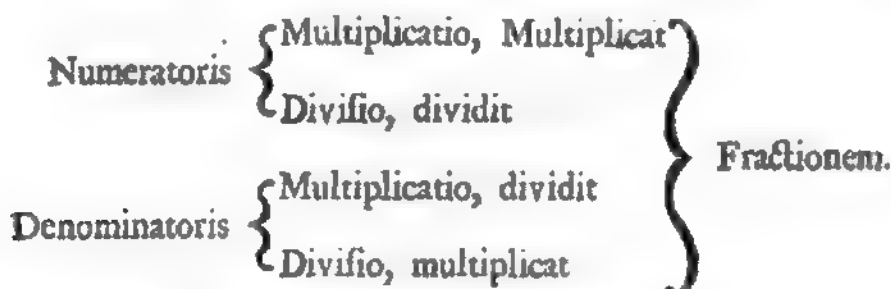 Numeratoris
Multiplicatio, Multiplicat
Diviſio, dividit
Denominatoris
Multiplicatio, dividit
Diviſio, multiplicat
Fractionem.